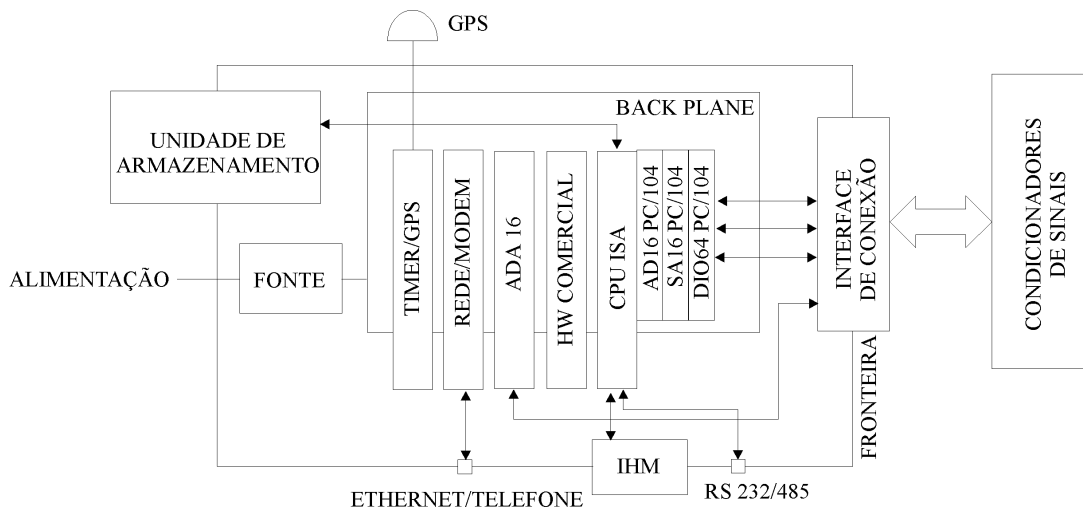 GPS
BACK PLANE
UNIDADE DE
ARMAZENAMENTO
TIMER/GPS
REDE/MODEM
ADA 16
HW COMERCIAL
CPU ISA
AD16 PC/104
SA16 PC/104
DIO64 PC/104
INTERFACE
DE CONEXÃO
CONDICIONADORES
DE SINAIS
ALIMENTAÇÃO
FONTE
FRONTEIRA
IHM
ETHERNET/TELEFONE
RS 232/485